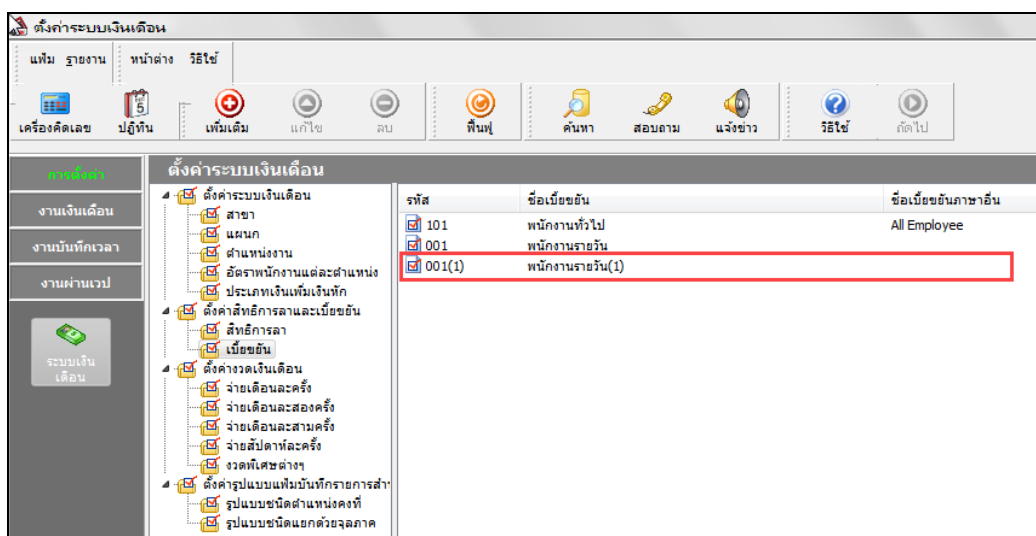 ตั้งค่าระบบเงินเดือน
แฟ้ม รายงาน หน้าต่าง วิธีใช้
5
เครื่องคิดเลข ปฏิทิน เพิ่มเติม แก้ไข ลบ ฟื้นฟู ค้นหา สอบถาม แจ้งข่าว วิธีใช้ ถัดไป
การตั้งค่า
งานเงินเดือน
งานบันทึกเวลา
งานผ่านเวป
ระบบเงิน
เดือน
ตั้งค่าระบบเงินเดือน
ตั้งค่าระบบเงินเดือน
สาขา
แผนก
ตำแหน่งงาน
อัตราพนักงานแต่ละตำแหน่ง
ประเภทเงินเพิ่มเงินหัก
ตั้งค่าสิทธิการลาและเบี้ยขยัน
สิทธิการลา
เบี้ยขยัน
ตั้งค่างวดเงินเดือน
จ่ายเดือนละครั้ง
จ่ายเดือนละสองครั้ง
จ่ายเดือนละสามครั้ง
จ่ายสัปดาห์ละครั้ง
งวดพิเศษต่างๆ
ตั้งค่ารูปแบบแฟ้มบันทึกรายการสำ
รูปแบบชนิดตำแหน่งคงที่
รูปแบบชนิดแยกด้วยจุลภาค
รหัส ชื่อเบี้ยขยัน ชื่อเบี้ยขยันภาษาอื่น
101 พนักงานทั่วไป All Employee
001 พนักงานรายวัน
001(1) พนักงานรายวัน(1)